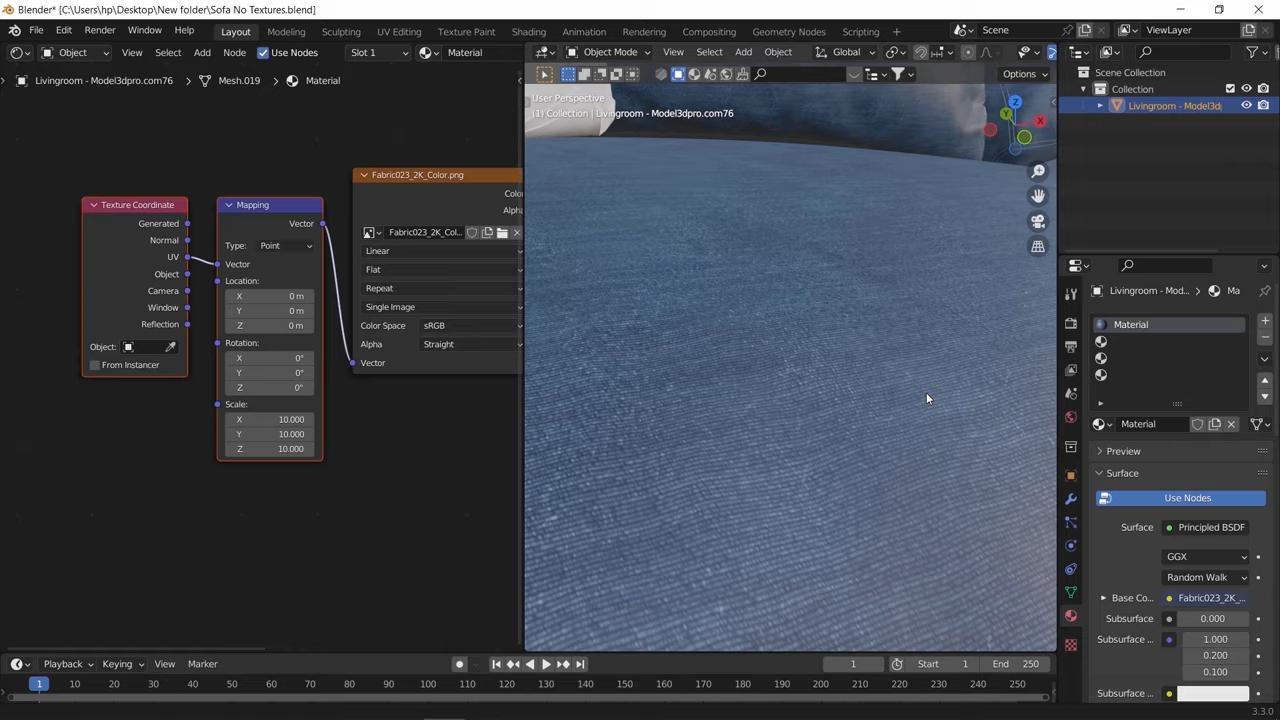 Blender* [C:\Users\hp\Desktop\New folder\Sofa No Textures.blend]
File Edit Render Window Help Layout Modeling Sculpting UV Editing Texture Paint Shading Animation Rendering Compositing Geometry Nodes Scripting Scene ViewLayer
Object View Select Add Node Use Nodes Slot 1 Material
Object Mode View Select Add Object Global
Options
Livingroom - Model3dpro.com76 > Mesh.019 > Material
User Perspective
(1) Collection | Livingroom - Model3dpro.com76
Z
Y
X
Scene Collection
Collection
Livingroom - Model3d
Texture Coordinate
Generated
Normal
UV
Object
Camera
Window
Reflection
Object:
From Instancer
Mapping
Vector
Type: Point
Vector
Location:
X 0 m
Y 0 m
Z 0 m
Rotation:
X 0°
Y 0°
Z 0°
Scale:
X 10.000
Y 10.000
Z 10.000
Fabric023_2K_Color.png
Color
Alpha
Fabric023_2K_Col...
Linear
Flat
Repeat
Single Image
Color Space sRGB
Alpha Straight
Vector
Livingroom - Mod... > Ma
Material
Material
Preview
Surface
Use Nodes
Surface Principled BSDF
GGX
Random Walk
Base Co... Fabric023_2K_...
Subsurface 0.000
Subsurface ... 1.000
0.200
0.100
Subsurface ...
Playback Keying View Marker 1 Start 1 End 250
1 10 20 30 40 50 60 70 80 90 100 110 120 130 140 150 160 170 180 190 200 210 220 230 240 250
3.3.0